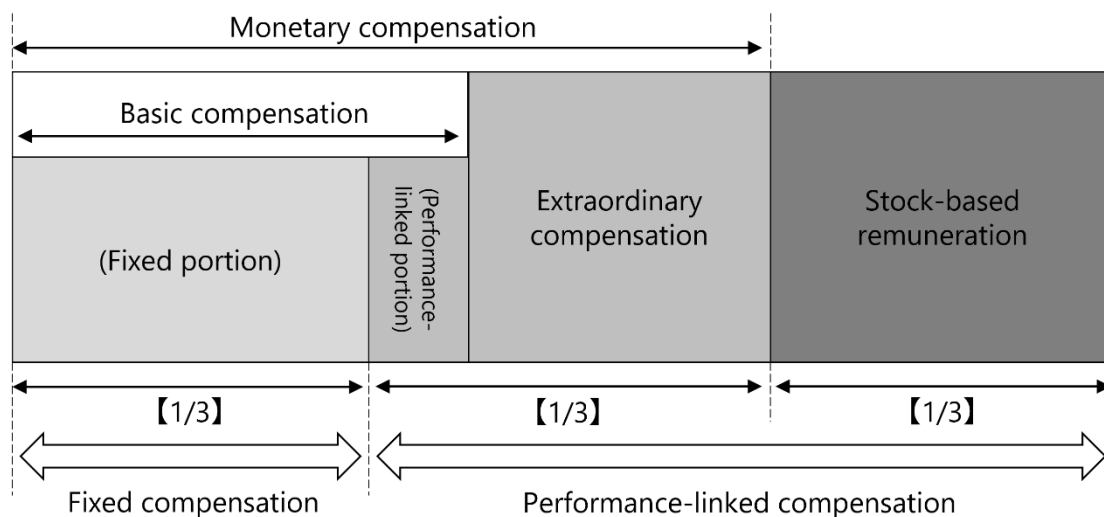 Monetary compensation
Basic compensation
(Fixed portion)
(Performance-
linked portion)
Extraordinary
compensation
Stock-based
remuneration
【1/3】
【1/3】
【1/3】
Fixed compensation
Performance-linked compensation